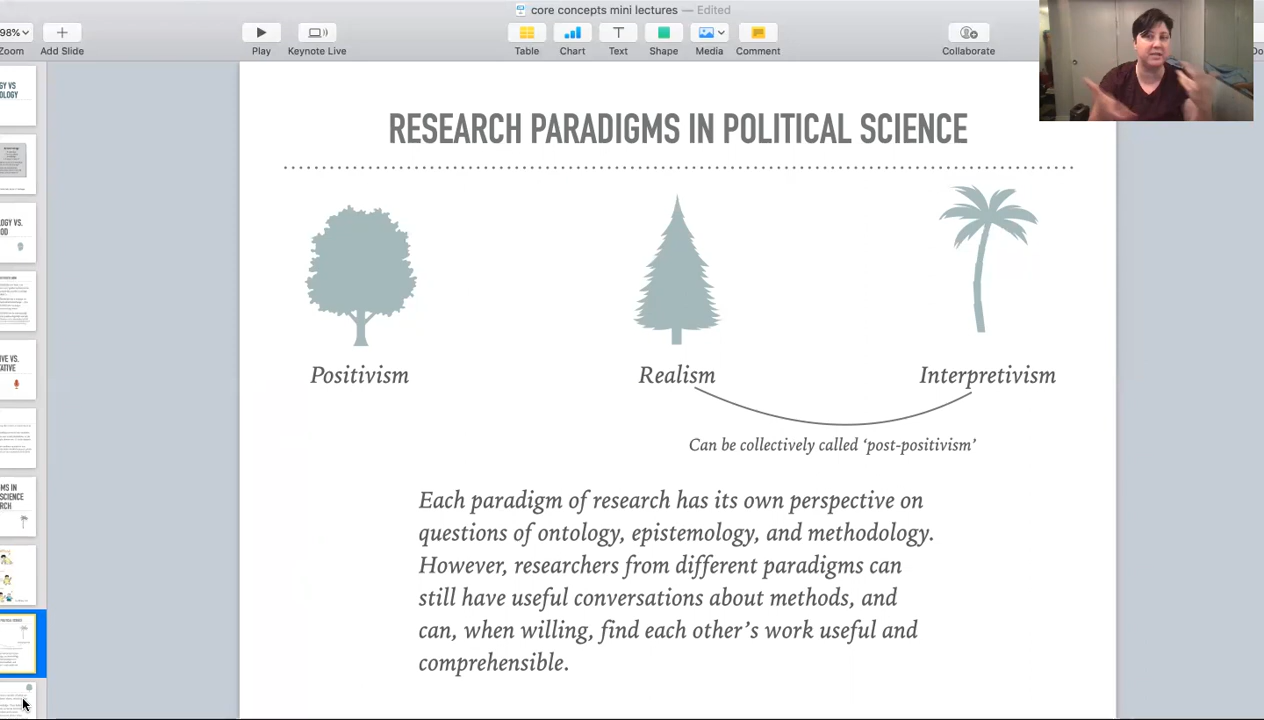 core concepts mini lectures — Edited
98%
Zoom
Add Slide
Play
Keynote Live
Table
Chart
Text
Shape
Media
Comment
Collaborate
RESEARCH PARADIGMS IN POLITICAL SCIENCE
Positivism
Realism
Interpretivism
Can be collectively called ‘post-positivism’
Each paradigm of research has its own perspective on
questions of ontology, epistemology, and methodology.
However, researchers from different paradigms can
still have useful conversations about methods, and
can, when willing, find each other’s work useful and
comprehensible.